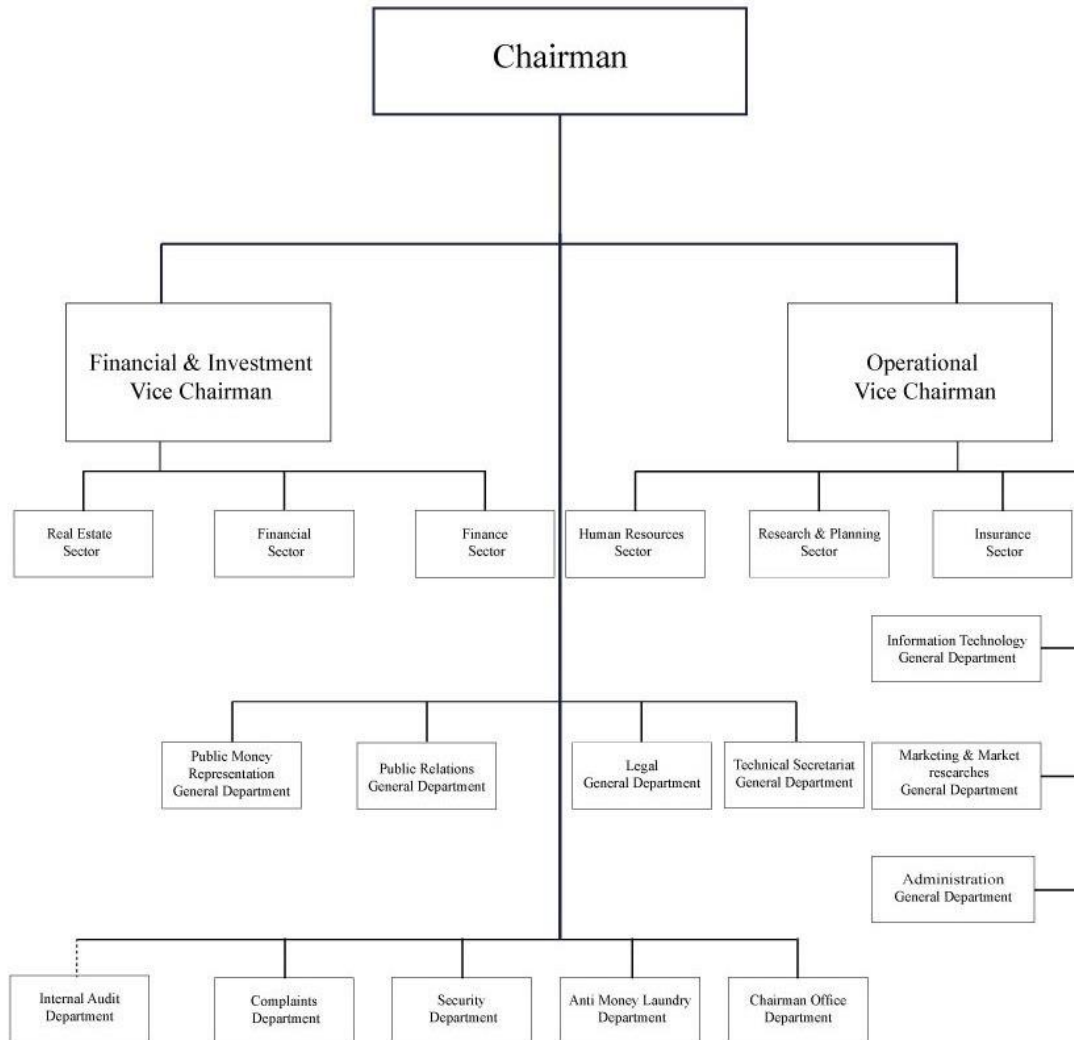 Chairman
Financial & Investment
Vice Chairman
Operational
Vice Chairman
Real Estate
Sector
Financial
Sector
Finance
Sector
Human Resources
Sector
Research & Planning
Sector
Insurance
Sector
Information Technology
General Department
Public Money
Representation
General Department
Public Relations
General Department
Legal
General Department
Technical Secretariat
General Department
Marketing & Market
researches
General Department
Administration
General Department
Internal Audit
Department
Complaints
Department
Security
Department
Anti Money Laundry
Department
Chairman Office
Department